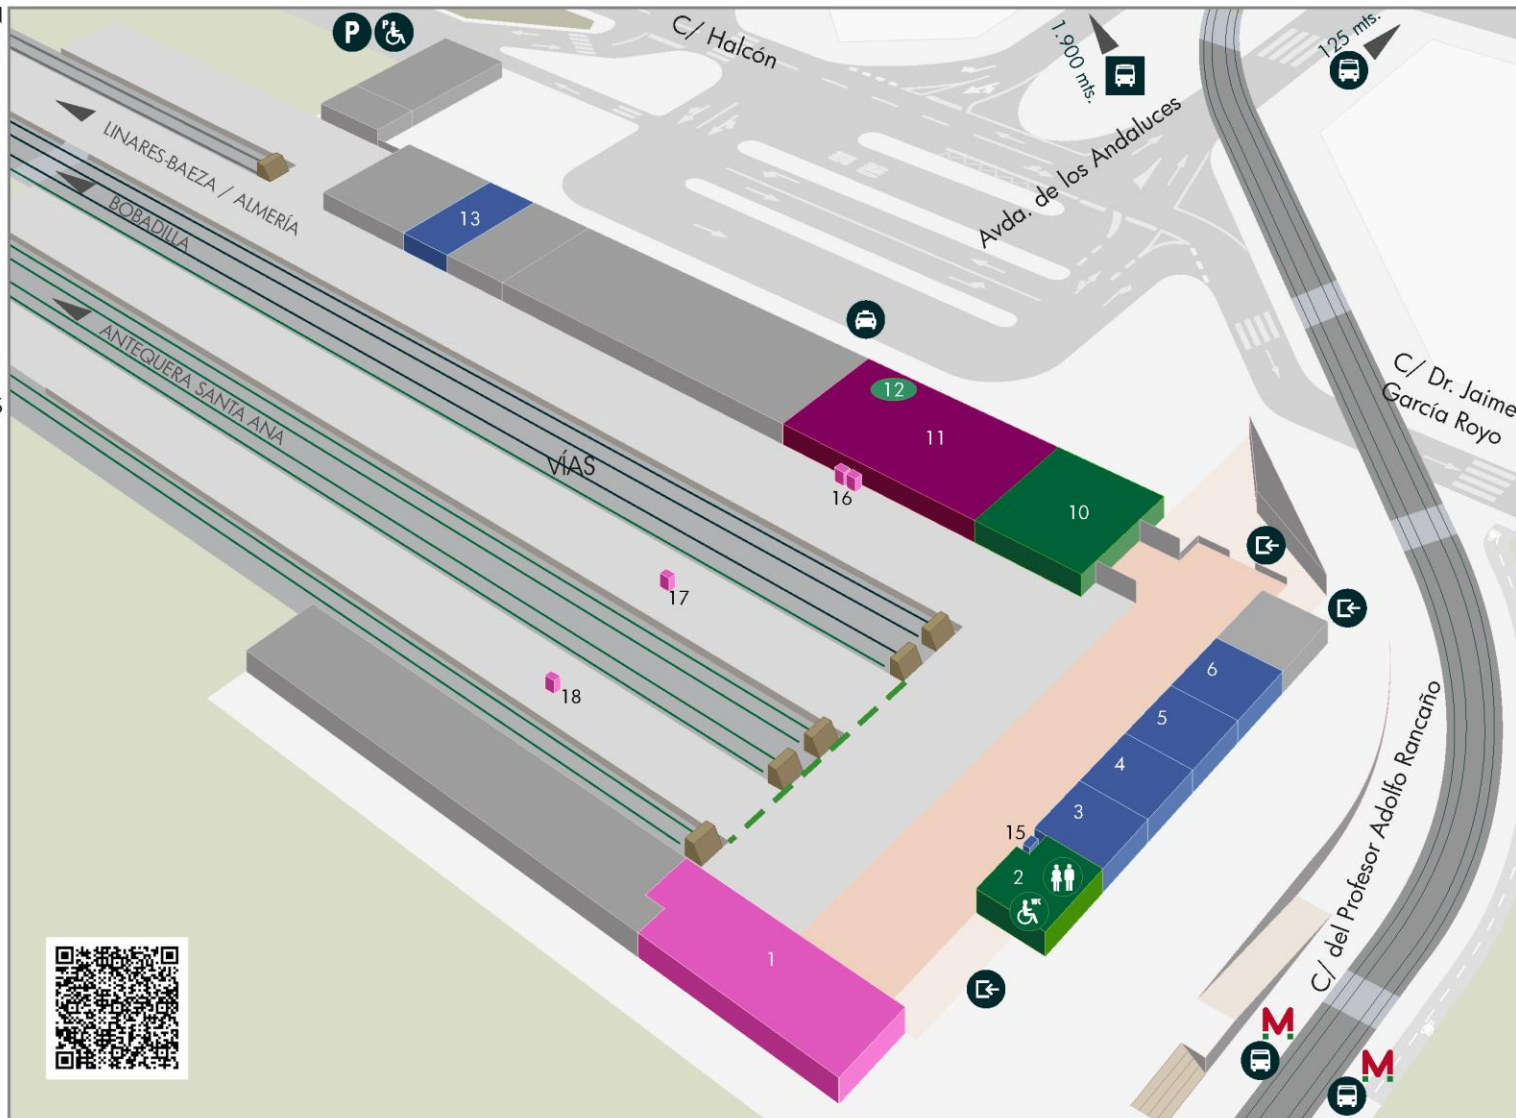 P
P
C/ Halcón
1.900 mts.
125 mts.
LINARES-BAEZA / ALMERÍA
13
Avda. de los Andaluces
BOBADILLA
ANTEQUERA SANTA ANA
12
11
C/ Dr. Jaime
García Royo
VÍAS
16
10
17
18
6
5
4
3
15
2
WC
1
C/ del Profesor Adolfo Rancaño
M
M